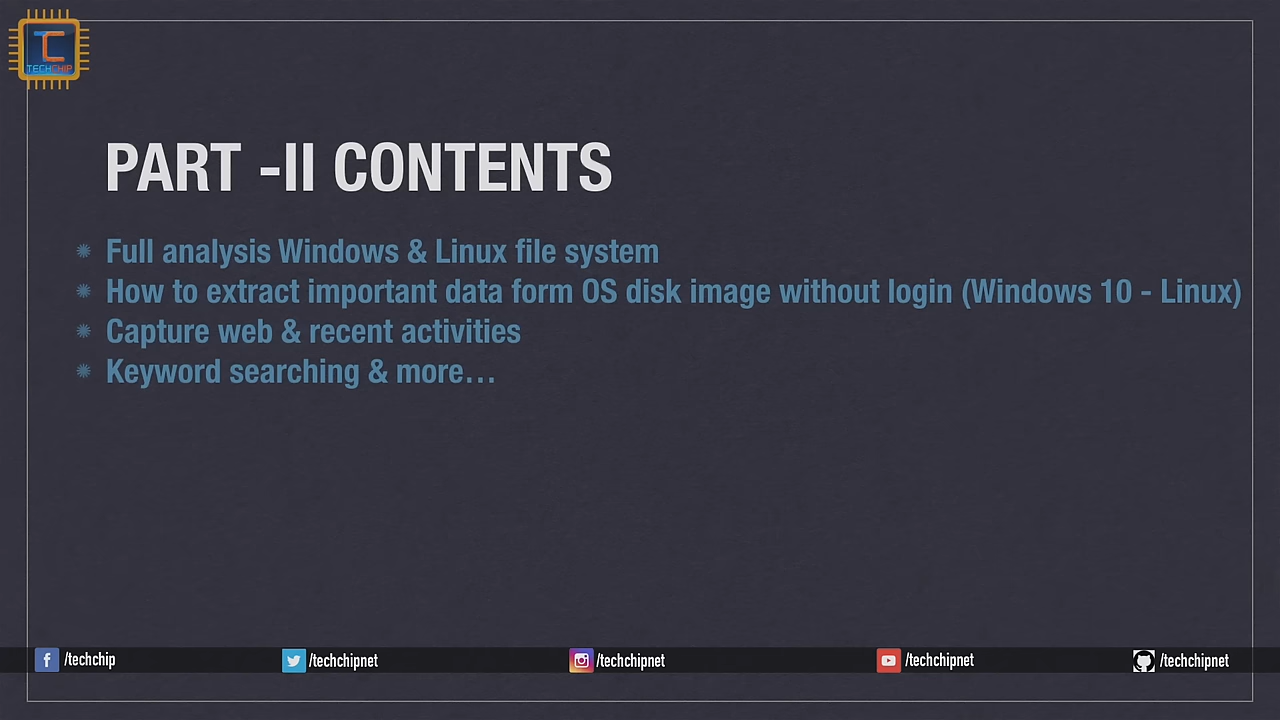 TC
TECHCHIP
PART -II CONTENTS
Full analysis Windows & Linux file system
How to extract important data form OS disk image without login (Windows 10 - Linux)
Capture web & recent activities
Keyword searching & more…
/techchip /techchipnet /techchipnet /techchipnet /techchipnet